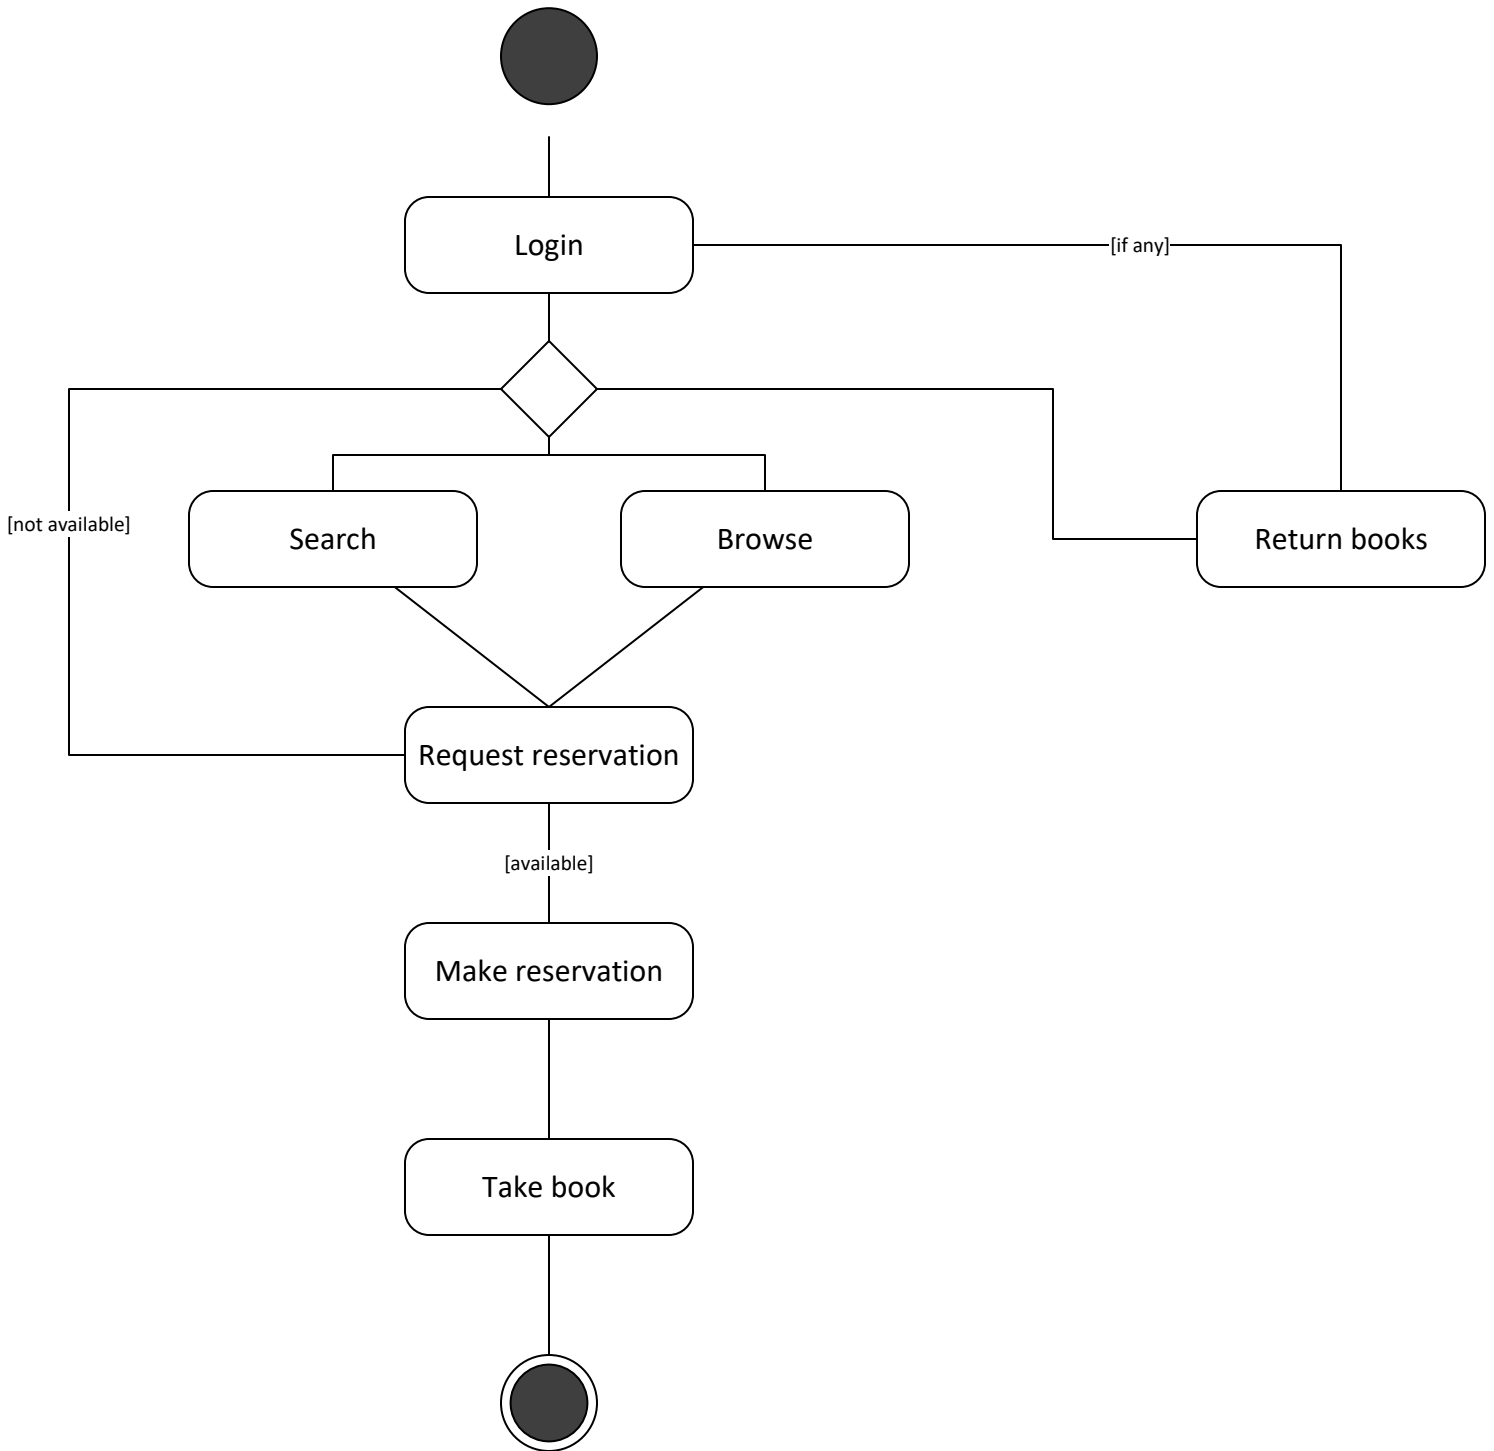 Login
[if any]
[not available]
Search
Browse
Return books
Request reservation
[available]
Make reservation
Take book